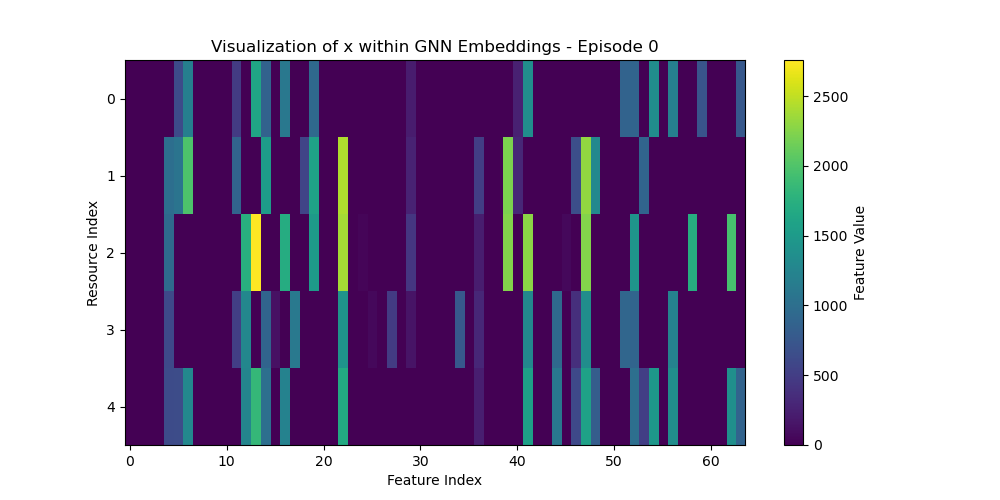 Visualization of x within GNN Embeddings - Episode 0
0
1
2
3
4
Resource Index
0 10 20 30 40 50 60
Feature Index
2500
2000
1500
1000
500
0
Feature Value